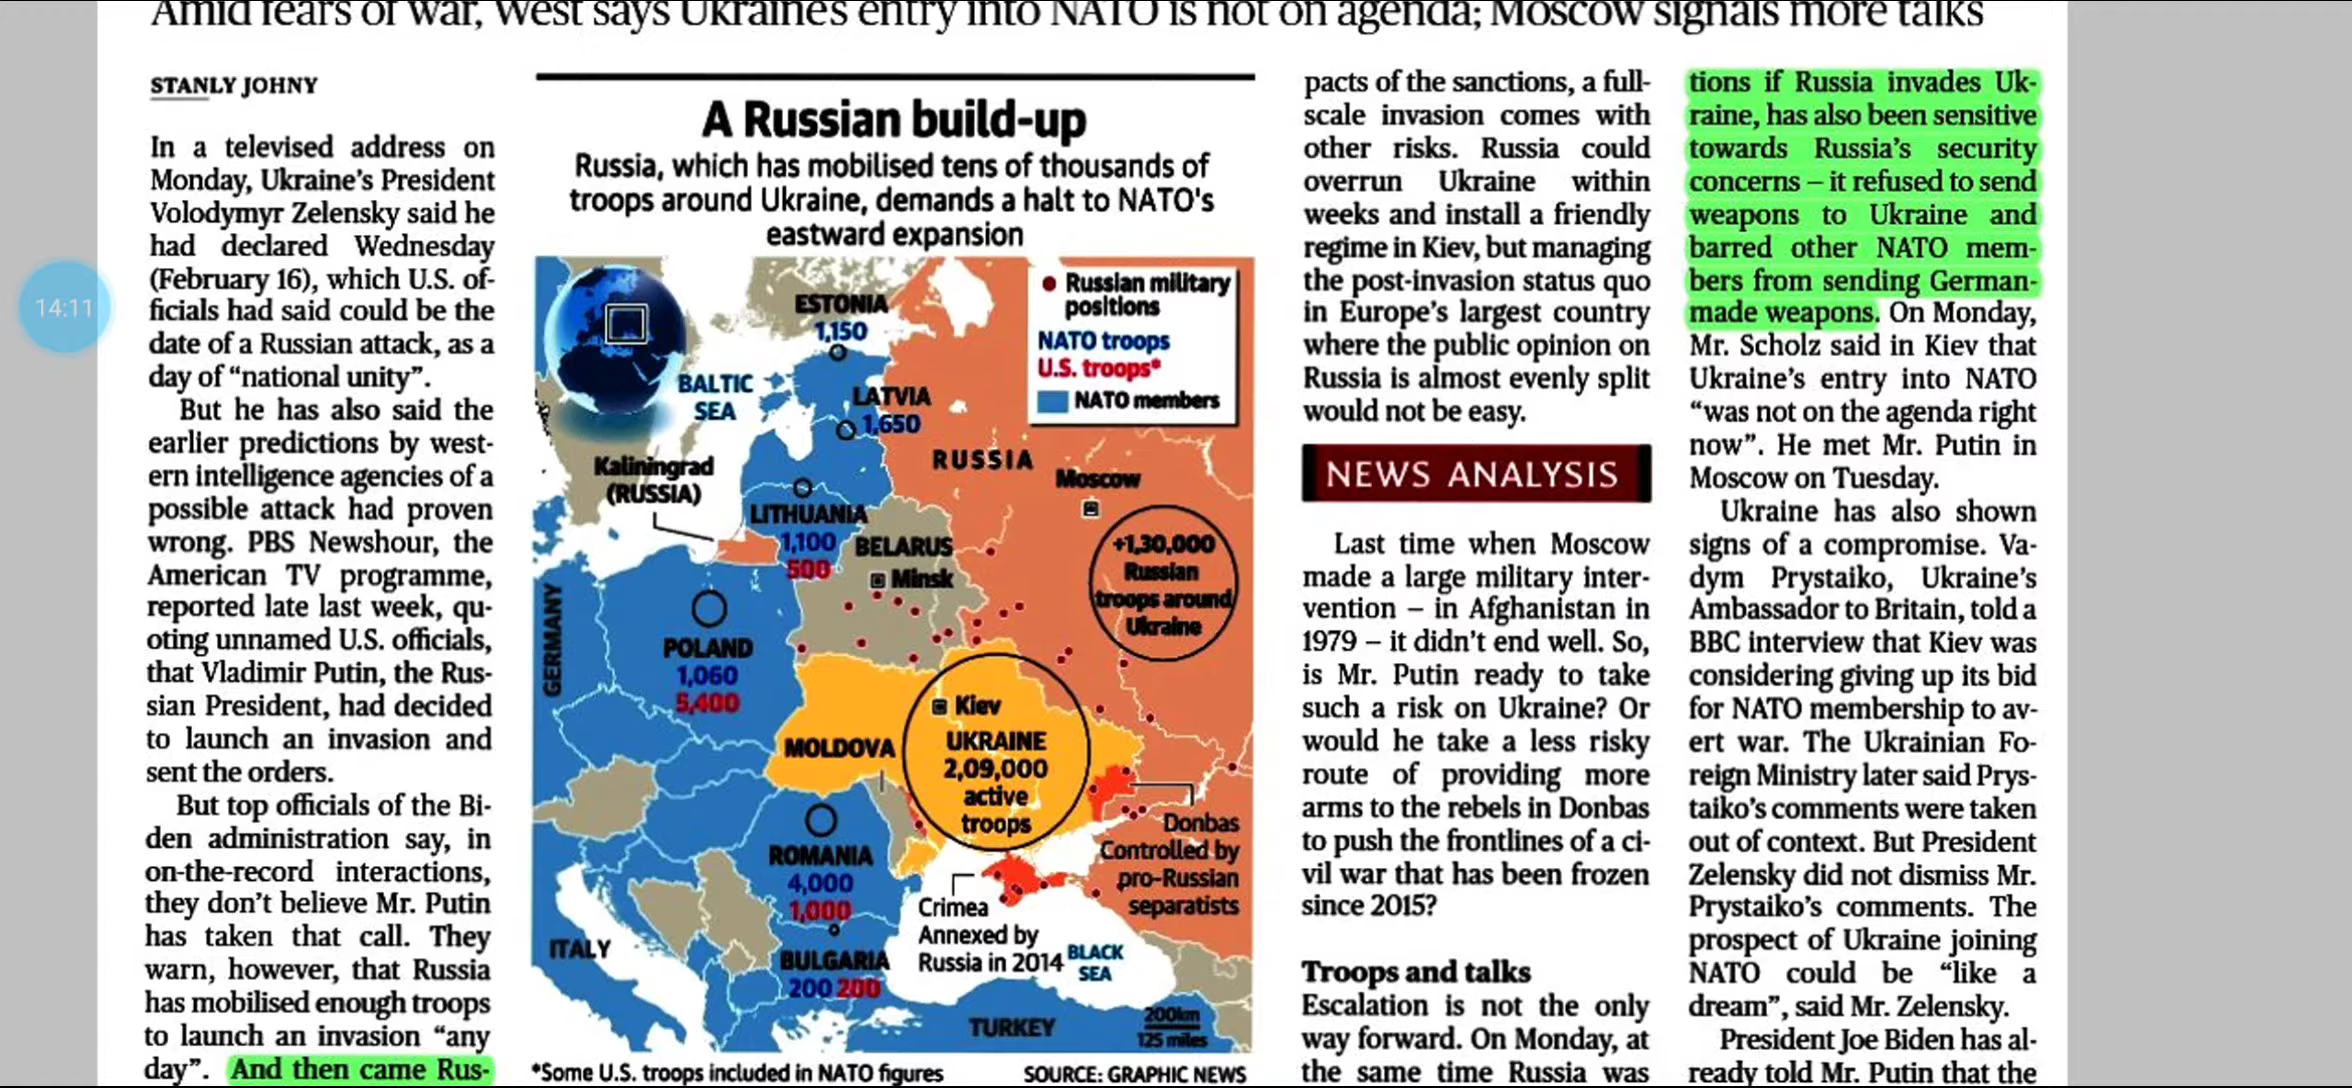 Amid fears of war, West says Ukraine's entry into NATO is not on agenda; Moscow signals more talks
STANLY JOHNY
In a televised address on
Monday, Ukraine's President
Volodymyr Zelensky said he
had declared Wednesday
(February 16), which U.S. of-
ficials had said could be the
date of a Russian attack, as a
day of “national unity”.
But he has also said the
earlier predictions by west-
ern intelligence agencies of a
possible attack had proven
wrong. PBS Newshour, the
American TV programme,
reported late last week, qu-
oting unnamed U.S. officials,
that Vladimir Putin, the Rus-
sian President, had decided
to launch an invasion and
sent the orders.
But top officials of the Bi-
den administration say, in
on-the-record interactions,
they don't believe Mr. Putin
has taken that call. They
warn, however, that Russia
has mobilised enough troops
to launch an invasion “any
day”. And then came Rus-
14:11
A Russian build-up
Russia, which has mobilised tens of thousands of
troops around Ukraine, demands a halt to NATO's
eastward expansion
Russian military
positions
NATO troops
U.S. troops*
NATO members
ESTONIA
1,150
BALTIC
SEA
LATVIA
1,650
RUSSIA
Kaliningrad
(RUSSIA)
Moscow
LITHUANIA
1,100
500
BELARUS
Minsk
+1,30,000
Russian
troops around
Ukraine
GERMANY
POLAND
1,060
5,400
Kiev
UKRAINE
2,09,000
active
troops
MOLDOVA
ROMANIA
4,000
1,000
Donbas
Controlled by
pro-Russian
separatists
Crimea
Annexed by
Russia in 2014
BLACK
SEA
ITALY
BULGARIA
200 200
TURKEY
200km
125 miles
*Some U.S. troops included in NATO figures
SOURCE: GRAPHIC NEWS
pacts of the sanctions, a full-
scale invasion comes with
other risks. Russia could
overrun Ukraine within
weeks and install a friendly
regime in Kiev, but managing
the post-invasion status quo
in Europe's largest country
where the public opinion on
Russia is almost evenly split
would not be easy.
NEWS ANALYSIS
Last time when Moscow
made a large military inter-
vention – in Afghanistan in
1979 – it didn't end well. So,
is Mr. Putin ready to take
such a risk on Ukraine? Or
would he take a less risky
route of providing more
arms to the rebels in Donbas
to push the frontlines of a ci-
vil war that has been frozen
since 2015?
Troops and talks
Escalation is not the only
way forward. On Monday, at
the same time Russia was
tions if Russia invades Uk-
raine, has also been sensitive
towards Russia's security
concerns – it refused to send
weapons to Ukraine and
barred other NATO mem-
bers from sending German-
made weapons. On Monday,
Mr. Scholz said in Kiev that
Ukraine's entry into NATO
“was not on the agenda right
now”. He met Mr. Putin in
Moscow on Tuesday.
Ukraine has also shown
signs of a compromise. Va-
dym Prystaiko, Ukraine's
Ambassador to Britain, told a
BBC interview that Kiev was
considering giving up its bid
for NATO membership to av-
ert war. The Ukrainian Fo-
reign Ministry later said Prys-
taiko's comments were taken
out of context. But President
Zelensky did not dismiss Mr.
Prystaiko's comments. The
prospect of Ukraine joining
NATO could be “like a
dream”, said Mr. Zelensky.
President Joe Biden has al-
ready told Mr. Putin that the